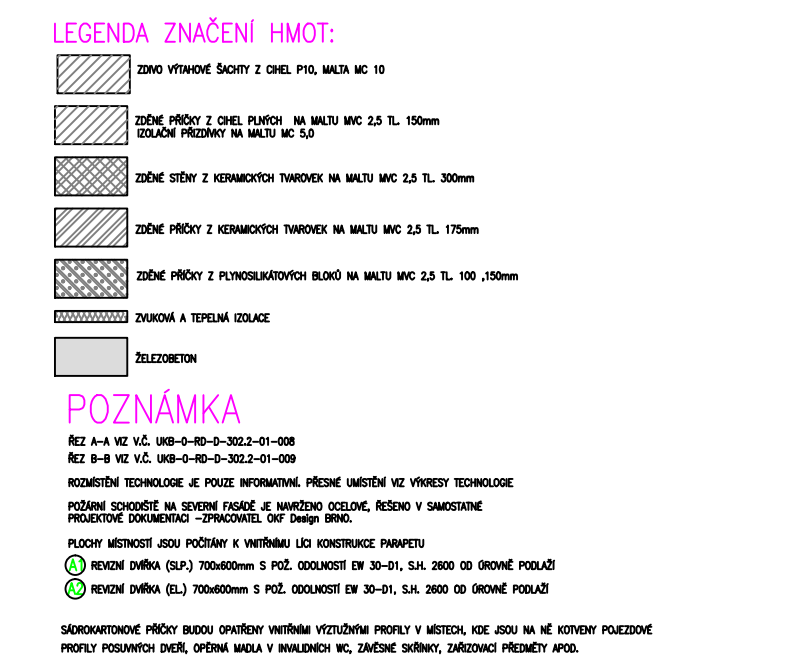 LEGENDA ZNAČENÍ HMOT:
ZDIVO VÝTAHOVÉ ŠACHTY Z CIHEL P10, MALTA MC 10
ZDĚNÉ PŘÍČKY Z CIHEL PLNÝCH NA MALTU MVC 2,5 TL. 150mm
IZOLAČNÍ PŘIZDÍVKY NA MALTU MC 5,0
ZDĚNÉ STĚNY Z KERAMICKÝCH TVAROVEK NA MALTU MVC 2,5 TL. 300mm
ZDĚNÉ PŘÍČKY Z KERAMICKÝCH TVAROVEK NA MALTU MVC 2,5 TL. 175mm
ZDĚNÉ PŘÍČKY Z PLYNOSILIKÁTOVÝCH BLOKŮ NA MALTU MVC 2,5 TL. 100 ,150mm
ZVUKOVÁ A TEPELNÁ IZOLACE
ŽELEZOBETON
POZNÁMKA
ŘEZ A-A VIZ V.Č. UKB-0-RD-D-302.2-01-008
ŘEZ B-B VIZ V.Č. UKB-0-RD-D-302.2-01-009
ROZMÍSTĚNÍ TECHNOLOGIE JE POUZE INFORMATIVNÍ. PŘESNÉ UMÍSTĚNÍ VIZ VÝKRESY TECHNOLOGIE
POŽÁRNÍ SCHODIŠTĚ NA SEVERNÍ FASÁDĚ JE NAVRŽENO OCELOVÉ, ŘEŠENO V SAMOSTATNÉ
PROJEKTOVÉ DOKUMENTACI -ZPRACOVATEL OKF Design BRNO.
PLOCHY MÍSTNOSTÍ JSOU POČÍTÁNY K VNITŘNÍMU LÍCI KONSTRUKCE PARAPETU
A1 REVIZNÍ DVÍŘKA (SLP.) 700x600mm S POŽ. ODOLNOSTÍ EW 30-D1, S.H. 2600 OD ÚROVNĚ PODLAŽÍ
A2 REVIZNÍ DVÍŘKA (EL.) 700x600mm S POŽ. ODOLNOSTÍ EW 30-D1, S.H. 2600 OD ÚROVNĚ PODLAŽÍ
SÁDROKARTONOVÉ PŘÍČKY BUDOU OPATŘENY VNITŘNÍMI VÝZTUŽNÝMI PROFILY V MÍSTECH, KDE JSOU NA NĚ KOTVENY POJEZDOVÉ
PROFILY POSUVNÝCH DVEŘÍ, OPĚRNÁ MADLA V INVALIDNÍCH WC, ZÁVĚSNÉ SKŘÍNKY, ZAŘIZOVACÍ PŘEDMĚTY APOD.